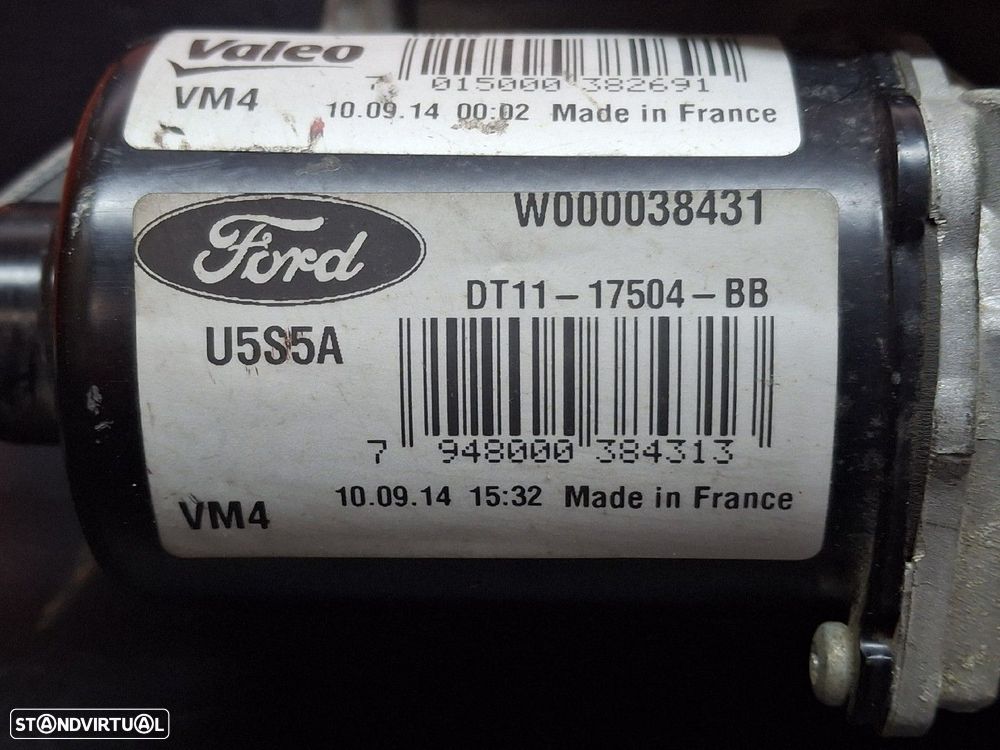 Valeo
7 015000 382691
VM4
10.09.14 00:02 Made in France
Ford
W000038431
DT11-17504-BB
U5S5A
7 948000 384313
10.09.14 15:32 Made in France
VM4
STANDVIRTUAL